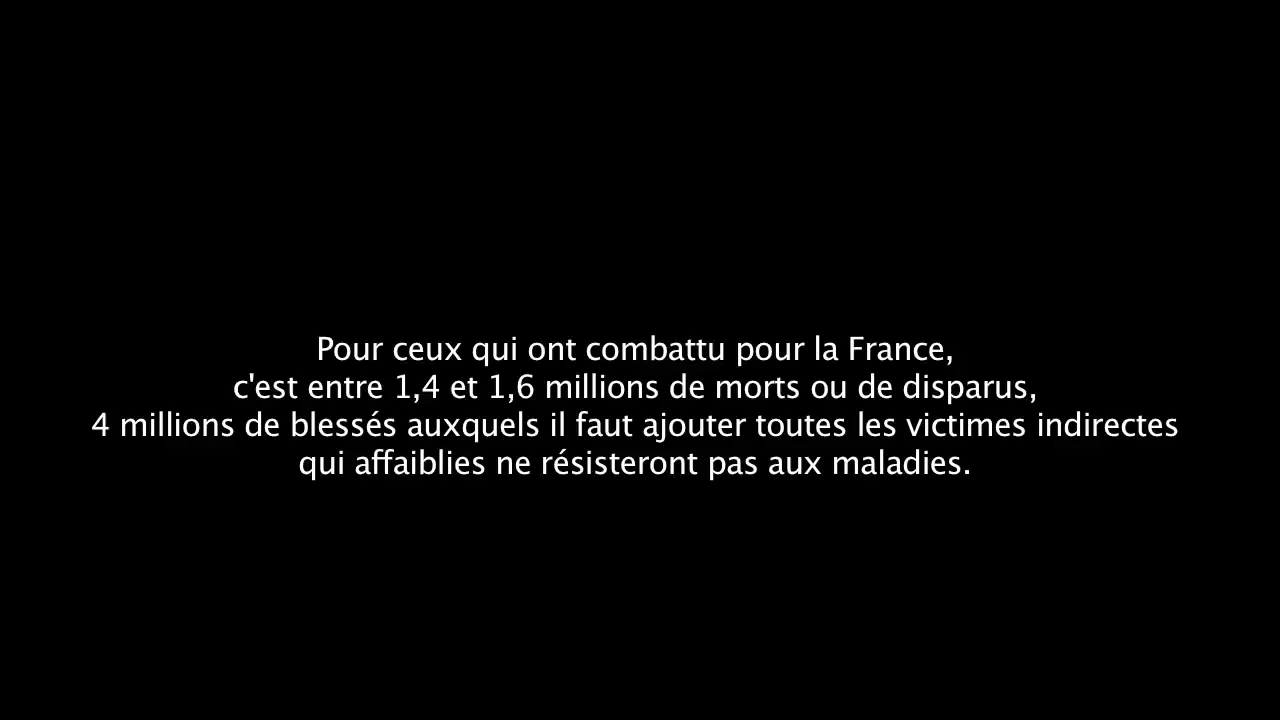 Pour ceux qui ont combattu pour la France,
c'est entre 1,4 et 1,6 millions de morts ou de disparus,
4 millions de blessés auxquels il faut ajouter toutes les victimes indirectes
qui affaiblies ne résisteront pas aux maladies.